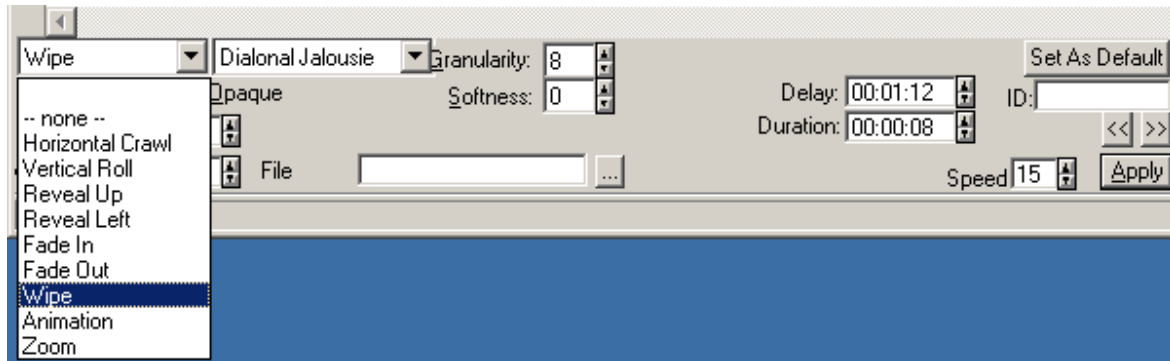 Wipe Dialonal Jalousie Granularity: 8 Set As Default
Opaque Softness: 0 Delay: 00:01:12 ID:
Duration: 00:00:08 << >>
File ... Speed 15 Apply
-- none --
Horizontal Crawl
Vertical Roll
Reveal Up
Reveal Left
Fade In
Fade Out
Wipe
Animation
Zoom